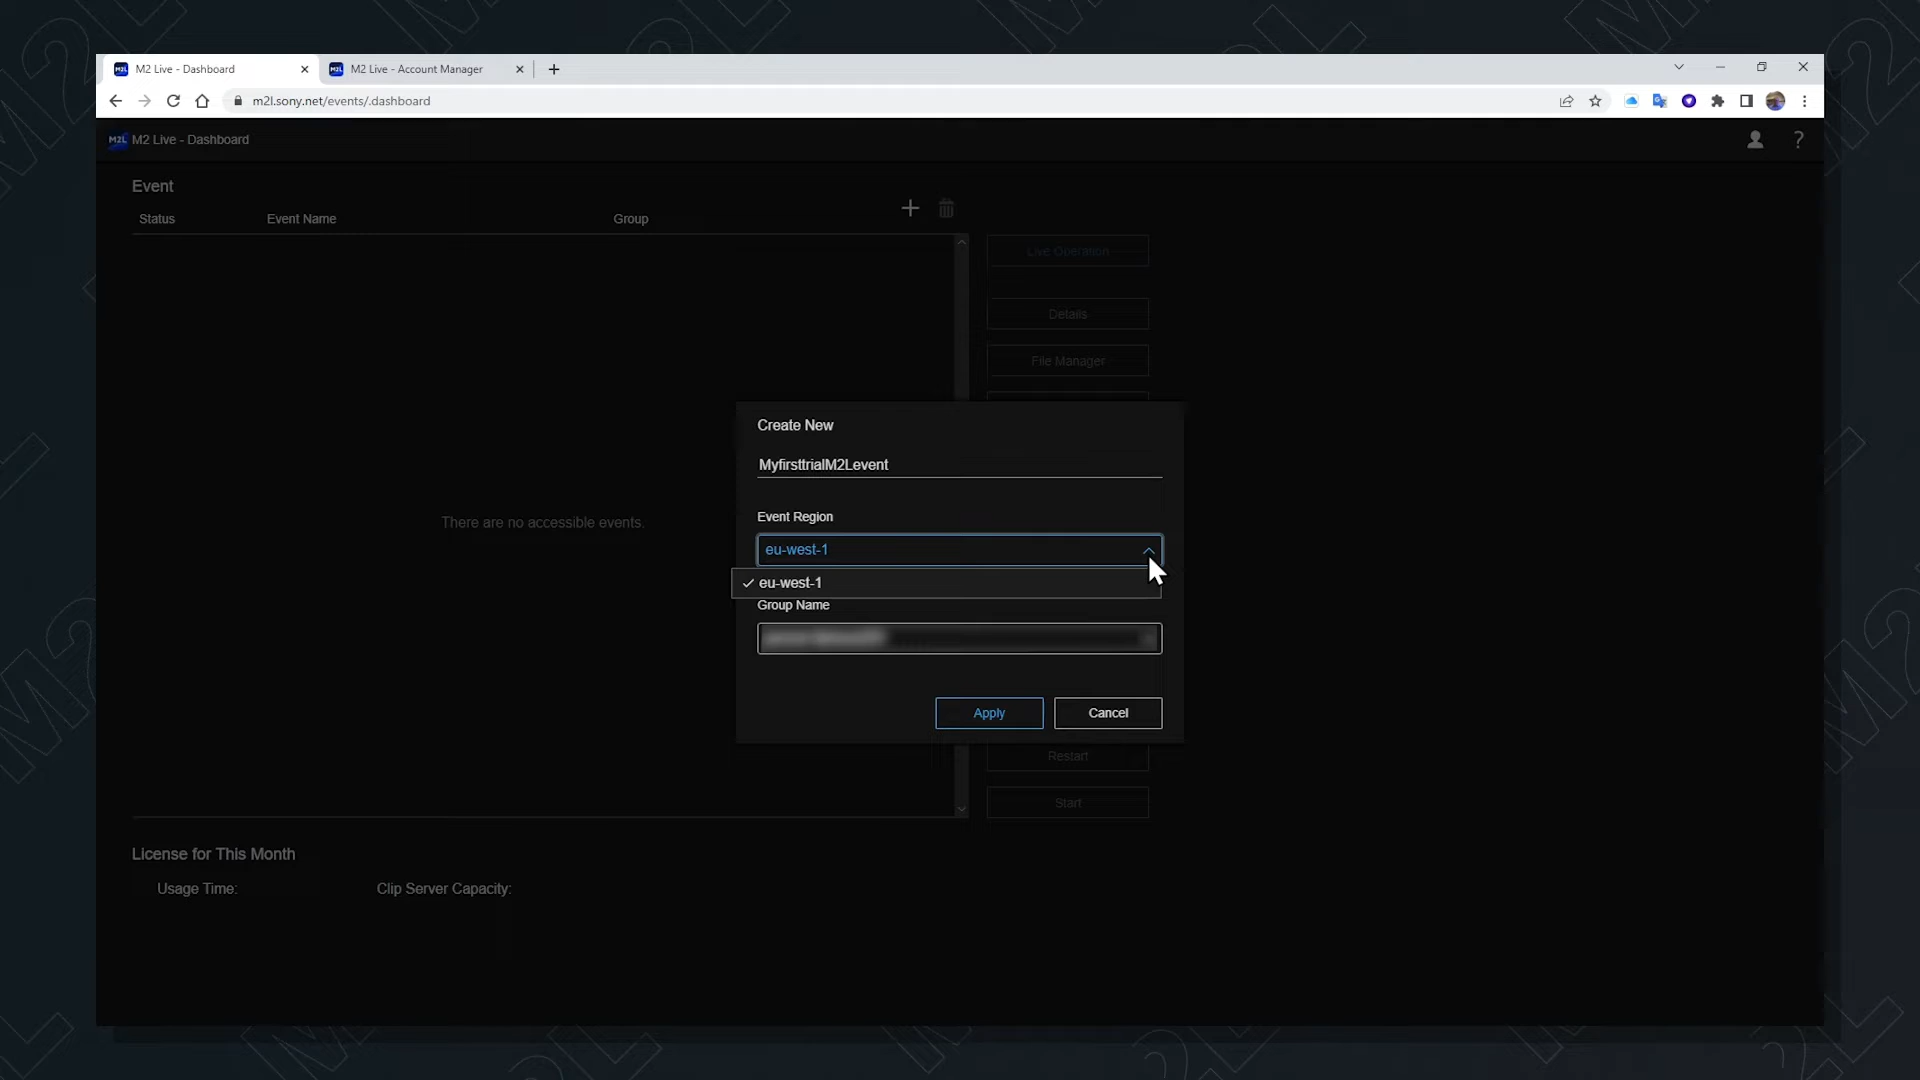 M2 Live - Dashboard
M2 Live - Account Manager
m2l.sony.net/events/.dashboard
M2L M2 Live - Dashboard
?
Event
Status Event Name Group
Live Operation
Details
File Manager
Create New
MyfirsttrialM2Levent
There are no accessible events.
Event Region
eu-west-1
eu-west-1
Group Name
Apply Cancel
Restart
Start
License for This Month
Usage Time: Clip Server Capacity: